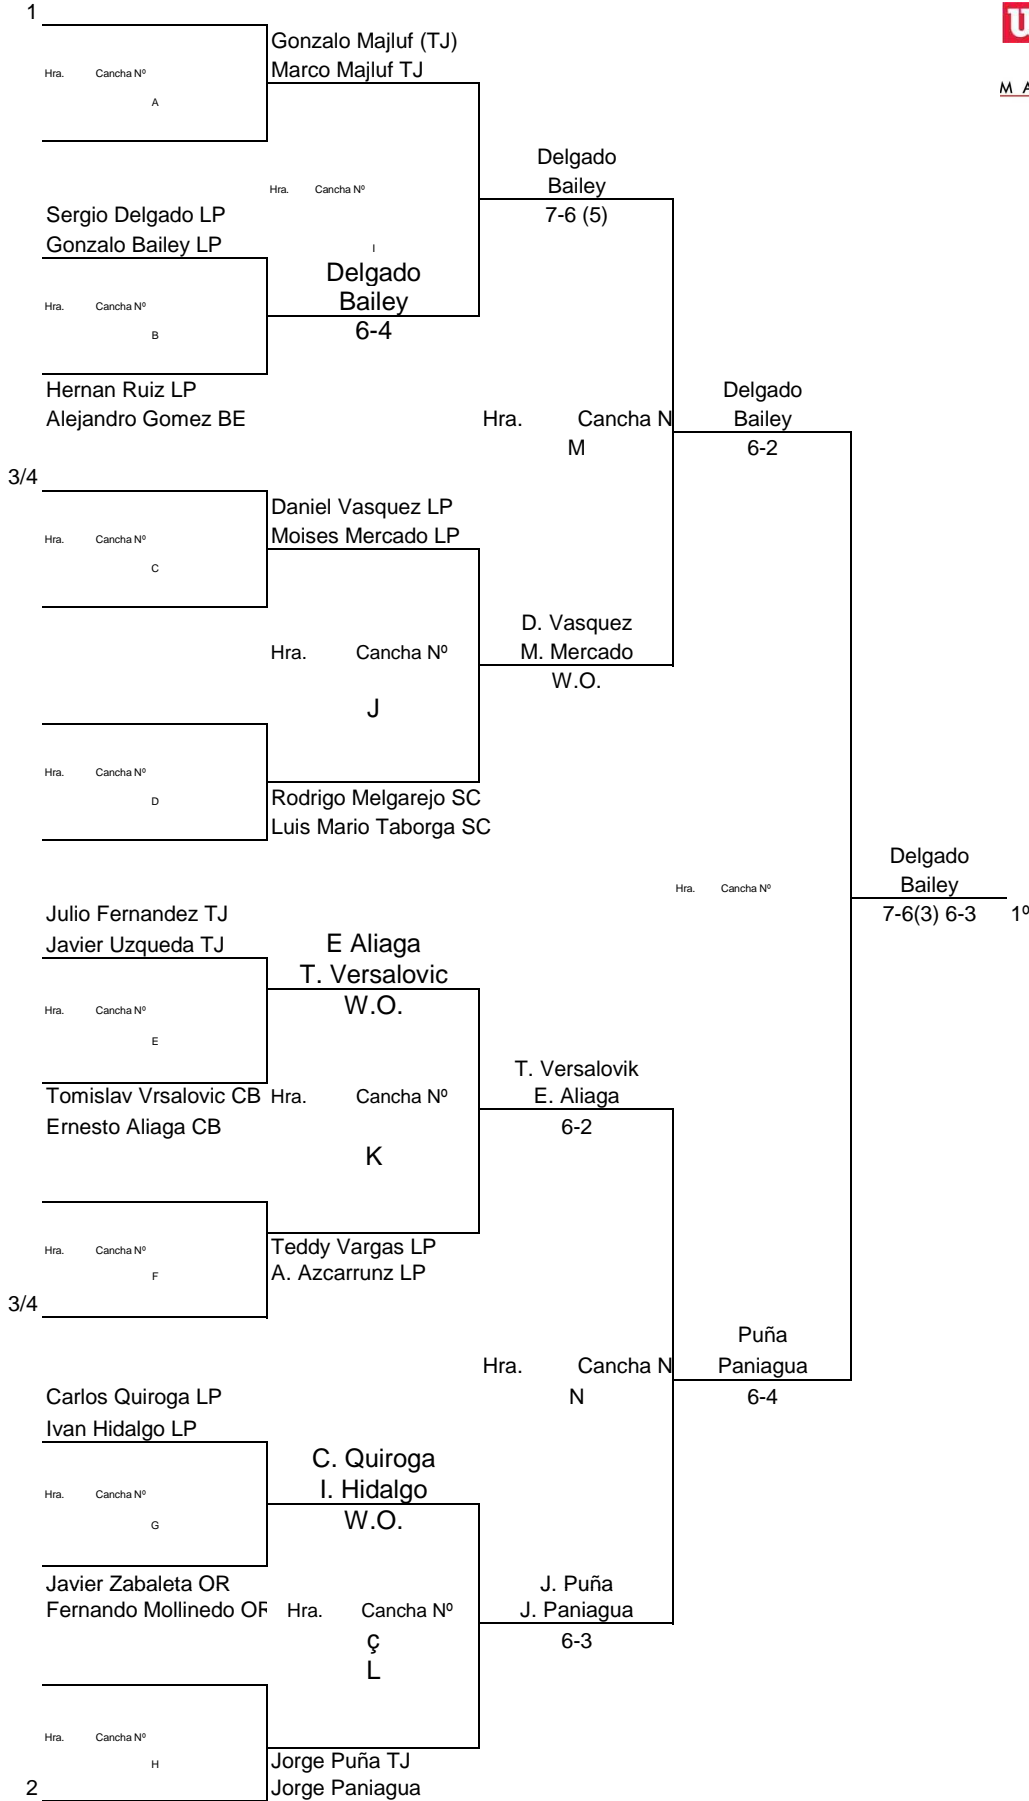 1
Gonzalo Majluf (TJ)
Marco Majluf TJ
Hra. Cancha Nº
A
Delgado
Bailey
7-6 (5)
Hra. Cancha Nº
Sergio Delgado LP
Gonzalo Bailey LP
I
Delgado
Bailey
6-4
Hra. Cancha Nº
B
Hernan Ruiz LP
Alejandro Gomez BE
Hra. Cancha N
M
Delgado
Bailey
6-2
3/4
Daniel Vasquez LP
Moises Mercado LP
Hra. Cancha Nº
C
D. Vasquez
M. Mercado
W.O.
Hra. Cancha Nº
J
Hra. Cancha Nº
D
Rodrigo Melgarejo SC
Luis Mario Taborga SC
Hra. Cancha Nº
Delgado
Bailey
7-6(3) 6-3 1º
Julio Fernandez TJ
Javier Uzqueda TJ
E Aliaga
T. Versalovic
W.O.
Hra. Cancha Nº
E
T. Versalovik
E. Aliaga
6-2
Tomislav Vrsalovic CB
Ernesto Aliaga CB
Hra. Cancha Nº
K
Hra. Cancha Nº
F
Teddy Vargas LP
A. Azcarrunz LP
3/4
Hra. Cancha N
N
Puña
Paniagua
6-4
Carlos Quiroga LP
Ivan Hidalgo LP
C. Quiroga
I. Hidalgo
W.O.
Hra. Cancha Nº
G
Javier Zabaleta OR
Fernando Mollinedo OR
Hra. Cancha Nº
ç
L
J. Puña
J. Paniagua
6-3
Hra. Cancha Nº
H
Jorge Puña TJ
Jorge Paniagua
2